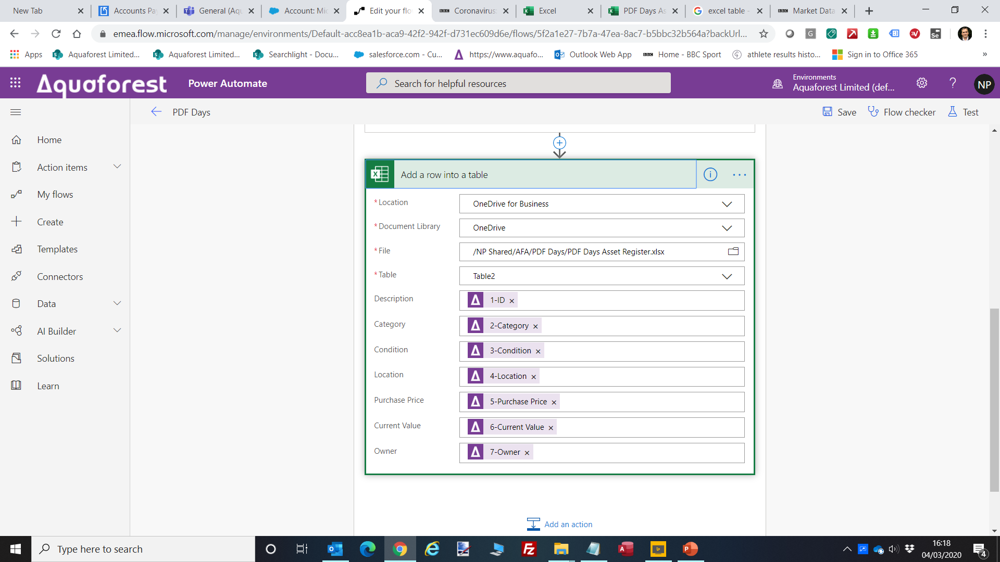 New Tab
Accounts Pa
General (Aqu
Account: Mic
Edit your flo
Coronavirus:
Excel
PDF Days As
excel table -
Market Data
emea.flow.microsoft.com/manage/environments/Default-acc8ea1b-aca9-42f2-942f-d731ec609d6e/flows/5f2a1e27-7b7a-47ea-8ac7-b5bbc32b564a?backUrl...
Apps
Aquaforest Limited...
Aquaforest Limited...
Searchlight - Docu...
salesforce.com - Cu...
https://www.aquafo...
Outlook Web App
Home - BBC Sport
athlete results histo...
Sign in to Office 365
»
Aquaforest
Power Automate
Search for helpful resources
Environments
Aquaforest Limited (def...
?
NP
PDF Days
Save
Flow checker
Test
Home
Action items
My flows
Create
Templates
Connectors
Data
AI Builder
Solutions
Learn
Add a row into a table
* Location
OneDrive for Business
* Document Library
OneDrive
* File
/NP Shared/AFA/PDF Days/PDF Days Asset Register.xlsx
* Table
Table2
Description
1-ID
Category
2-Category
Condition
3-Condition
Location
4-Location
Purchase Price
5-Purchase Price
Current Value
6-Current Value
Owner
7-Owner
Add an action
Type here to search
16:18
04/03/2020
4